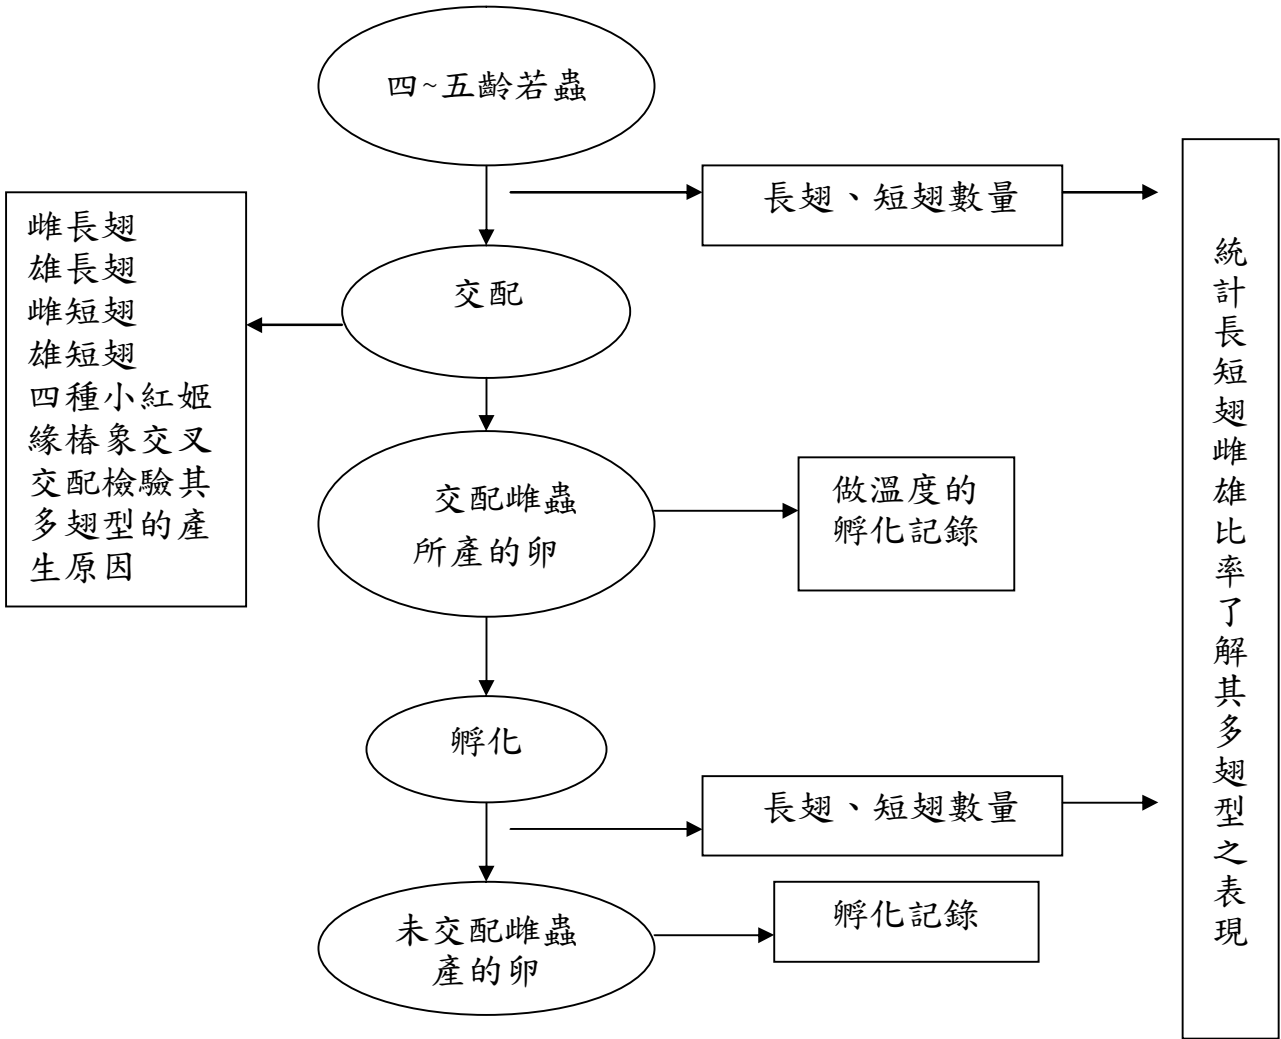 四~五齡若蟲
長翅、短翅數量
雌長翅
雄長翅
雌短翅
雄短翅
四種小紅姬
緣椿象交叉
交配檢驗其
多翅型的產
生原因
交配
交配雌蟲
所產的卵
做溫度的
孵化記錄
孵化
長翅、短翅數量
未交配雌蟲
產的卵
孵化記錄
統計長短翅雌雄比率了解其多翅型之表現